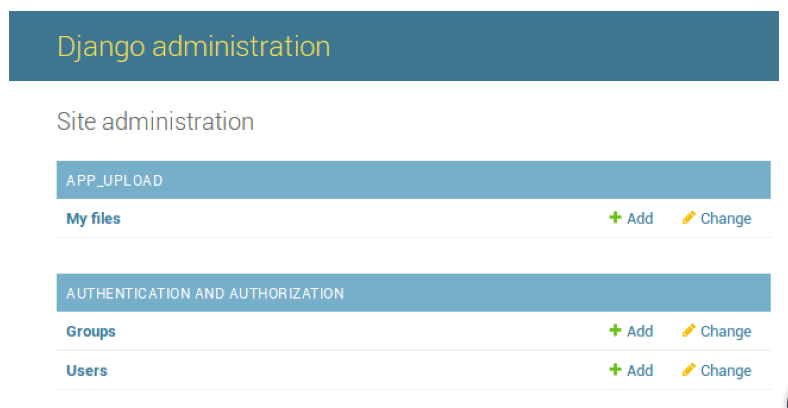 Django administration
Site administration
APP_UPLOAD
My files Add Change
AUTHENTICATION AND AUTHORIZATION
Groups Add Change
Users Add Change